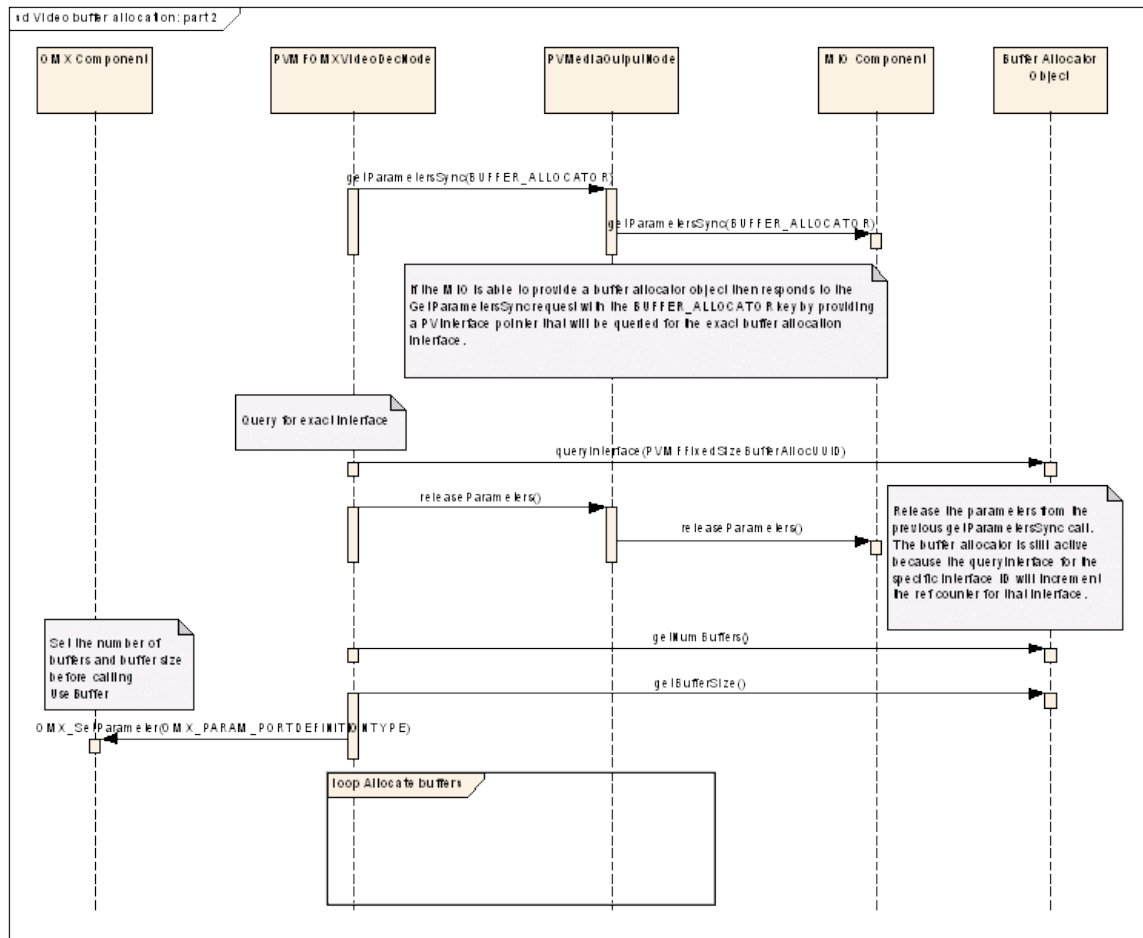 sd Video buffer allocation: part 2
OMX Component
PVMFOMXVideoDecNode
PVMediaOutputNode
MIO Component
Buffer Allocator
Object
getParametersSync(BUFFER_ALLOCATOR)
getParametersSync(BUFFER_ALLOCATOR)
If the MIO is able to provide a buffer allocator object then responds to the
GetParametersSync request with the BUFFER_ALLOCATOR key by providing
a PVInterface pointer that will be queried for the exact buffer allocation
interface.
Query for exact interface
queryInterface(PVMFFixedSizeBufferAllocUUID)
releaseParameters()
releaseParameters()
Release the parameters from the
previous getParametersSync call.
The buffer allocator is still active
because the queryInterface for the
specific interface ID will increment
the refcounter for that interface.
Set the number of
buffers and buffer size
before calling
UseBuffer
getNumBuffers()
getBufferSize()
OMX_SetParameter(OMX_PARAM_PORTDEFINITIONTYPE)
loop Allocate buffers